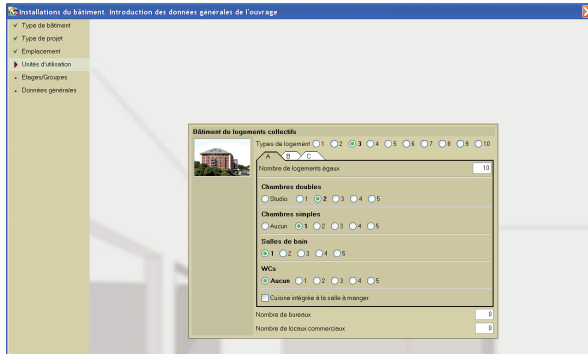 Installations du bâtiment. Introduction des données générales de l'ouvrage
Type de bâtiment
Type de projet
Emplacement
Unités d'utilisation
Etages/Groupes
Données générales
Bâtiment de logements collectifs
Types de logement 1 2 3 4 5 6 7 8 9 10
A B C
Nombre de logements égaux 10
Chambres doubles
Studio 1 2 3 4 5
Chambres simples
Aucun 1 2 3 4 5
Salles de bain
1 2 3 4 5
WCs
Aucun 1 2 3 4 5
Cuisine intégrée à la salle à manger
Nombre de bureaux 0
Nombre de locaux commerciaux 0